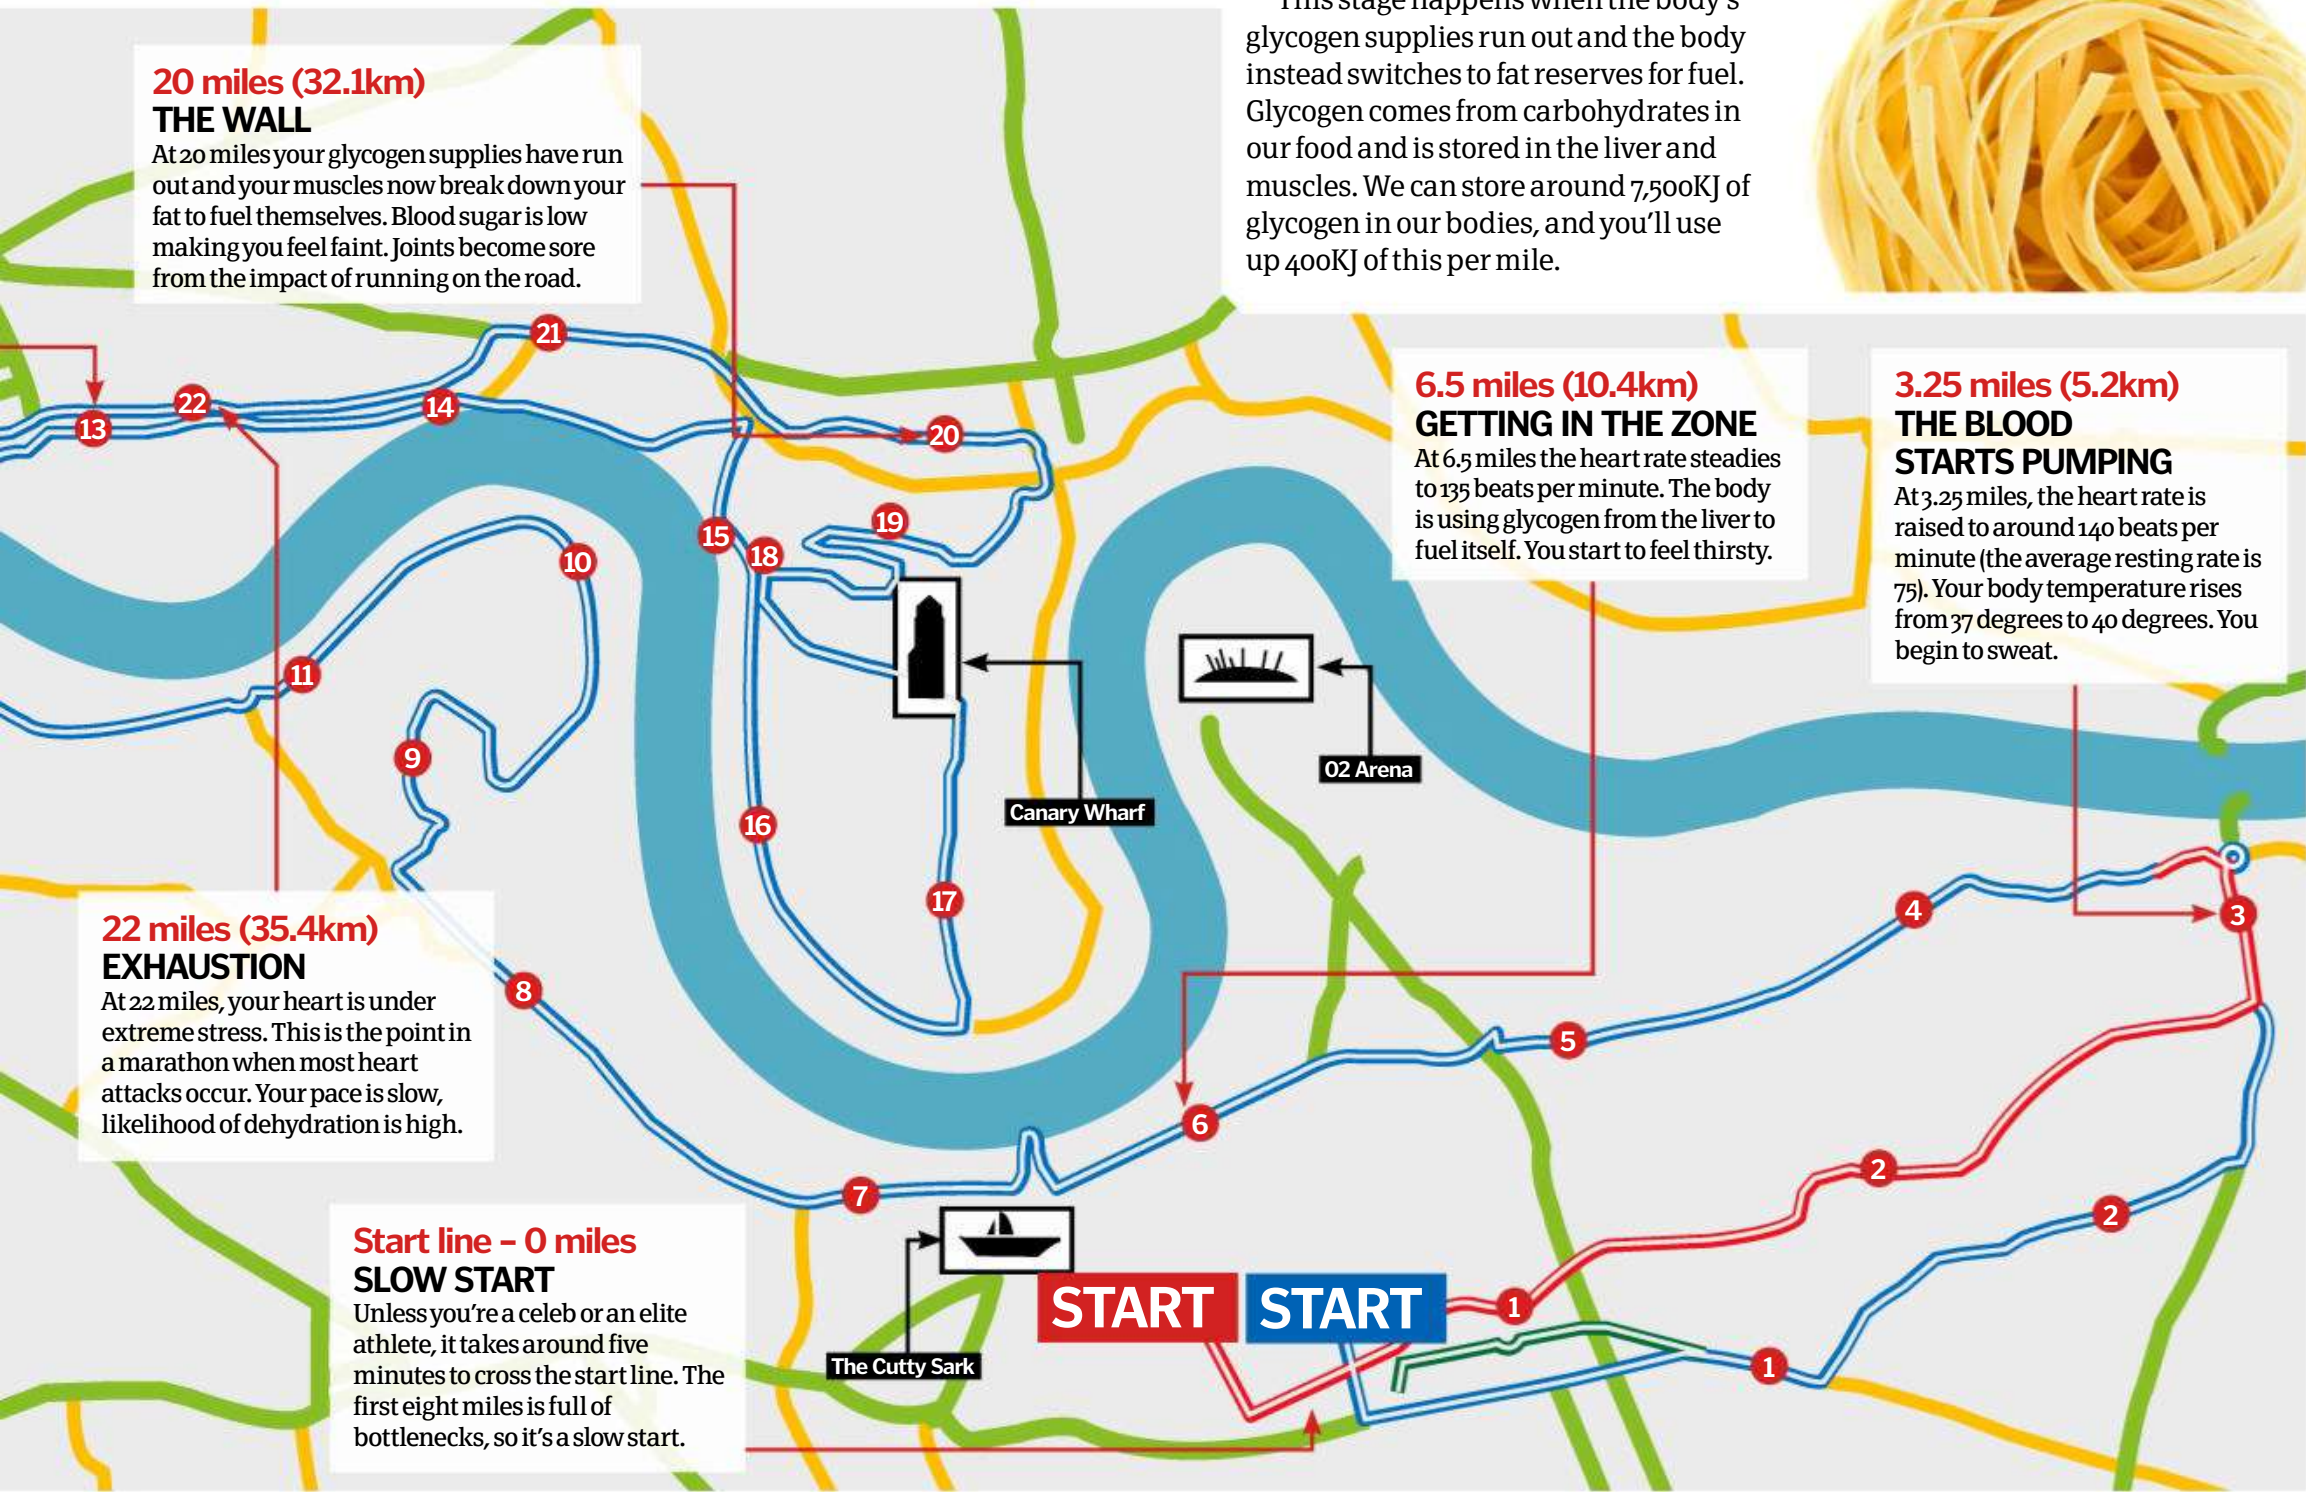 This stage happens when the body's
glycogen supplies run out and the body
instead switches to fat reserves for fuel.
Glycogen comes from carbohydrates in
our food and is stored in the liver and
muscles. We can store around 7,500KJ of
glycogen in our bodies, and you'll use
up 400KJ of this per mile.
20 miles (32.1km)
THE WALL
At 20 miles your glycogen supplies have run
out and your muscles now break down your
fat to fuel themselves. Blood sugar is low
making you feel faint. Joints become sore
from the impact of running on the road.
6.5 miles (10.4km)
GETTING IN THE ZONE
At 6.5 miles the heart rate steadies
to 135 beats per minute. The body
is using glycogen from the liver to
fuel itself. You start to feel thirsty.
3.25 miles (5.2km)
THE BLOOD
STARTS PUMPING
At 3.25 miles, the heart rate is
raised to around 140 beats per
minute (the average resting rate is
75). Your body temperature rises
from 37 degrees to 40 degrees. You
begin to sweat.
21
22
14
13
20
19
15
18
10
11
9
16
17
O2 Arena
Canary Wharf
22 miles (35.4km)
EXHAUSTION
At 22 miles, your heart is under
extreme stress. This is the point in
a marathon when most heart
attacks occur. Your pace is slow,
likelihood of dehydration is high.
8
4
3
5
6
7
2
2
Start line – 0 miles
SLOW START
Unless you're a celeb or an elite
athlete, it takes around five
minutes to cross the start line. The
first eight miles is full of
bottlenecks, so it's a slow start.
START
START
1
1
The Cutty Sark